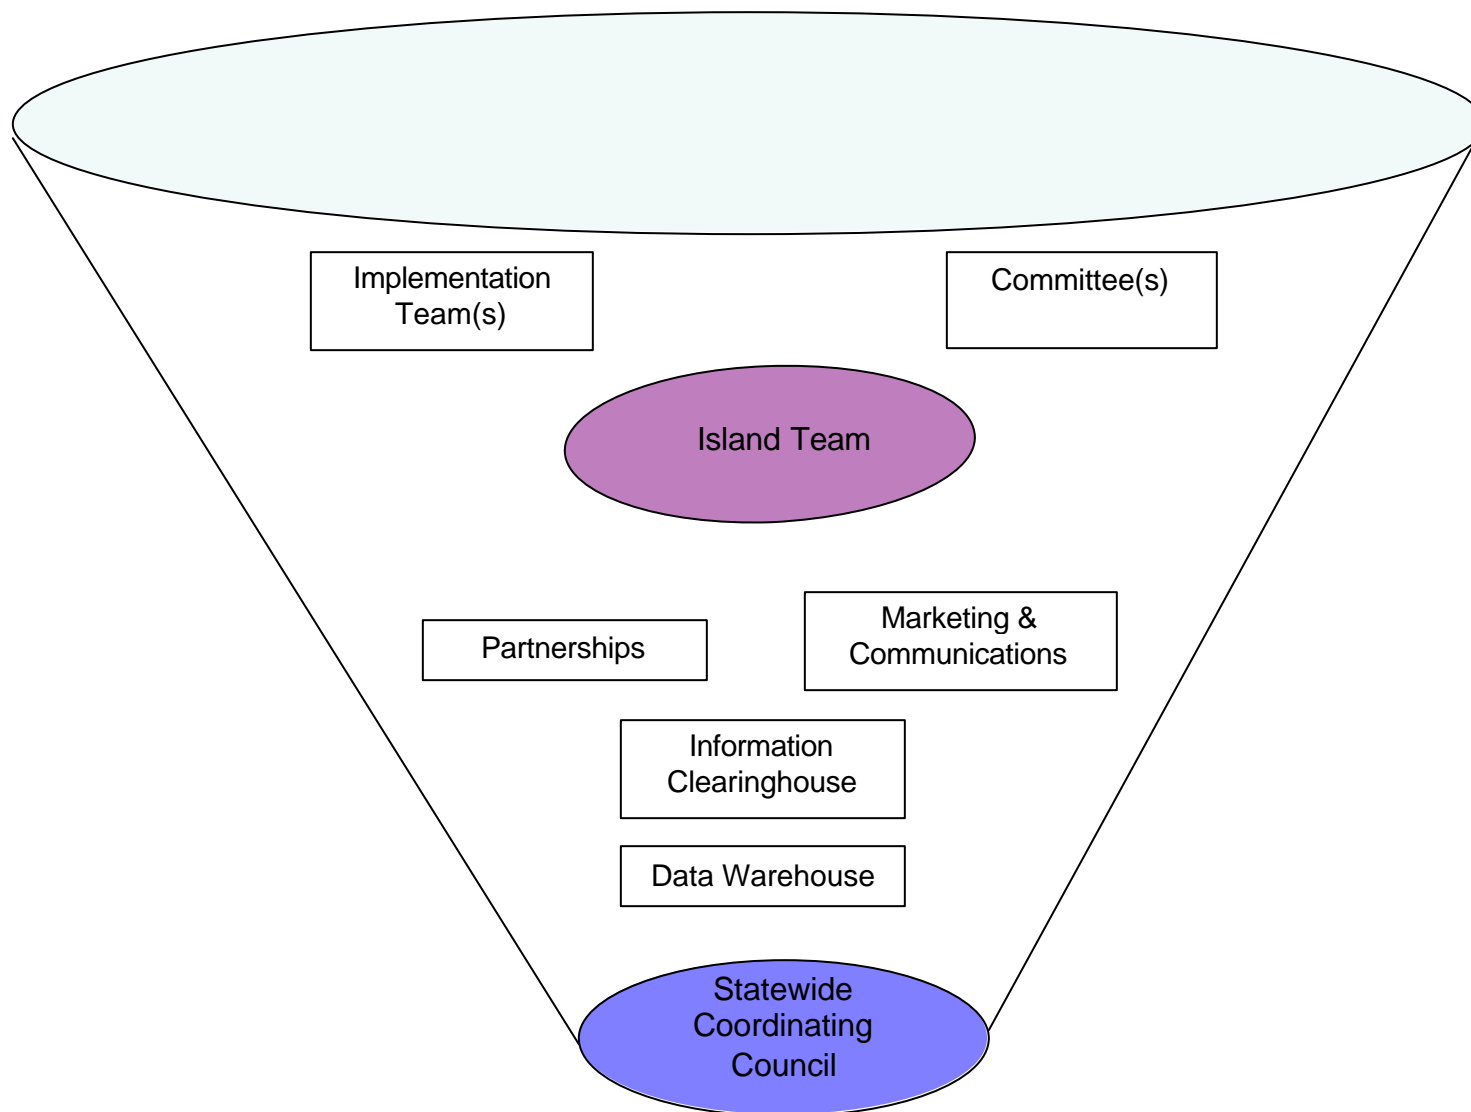 Implementation
Team(s)
Committee(s)
Island Team
Partnerships
Marketing &
Communications
Information
Clearinghouse
Data Warehouse
Statewide
Coordinating
Council